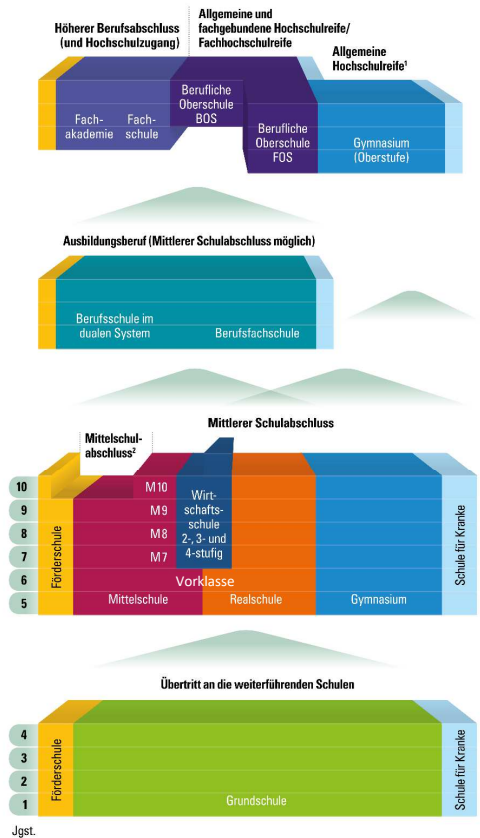 Höherer Berufsabschluss
(und Hochschulzugang)
Allgemeine und
fachgebundene Hochschulreife/
Fachhochschulreife
Allgemeine
Hochschulreife¹
Fach-
akademie
Fach-
schule
Berufliche
Oberschule
BOS
Berufliche
Oberschule
FOS
Gymnasium
(Oberstufe)
Ausbildungsberuf (Mittlerer Schulabschluss möglich)
Berufsschule im
dualen System
Berufsfachschule
Mittlerer Schulabschluss
Mittelschul-
abschluss²
10
9
8
7
6
5
Förderschule
M10
M9
M8
M7
Wirt-
schafts-
schule
2-, 3- und
4-stufig
Vorklasse
Mittelschule
Realschule
Gymnasium
Schule für Kranke
Übertritt an die weiterführenden Schulen
4
3
2
1
Förderschule
Grundschule
Schule für Kranke
Jgst.